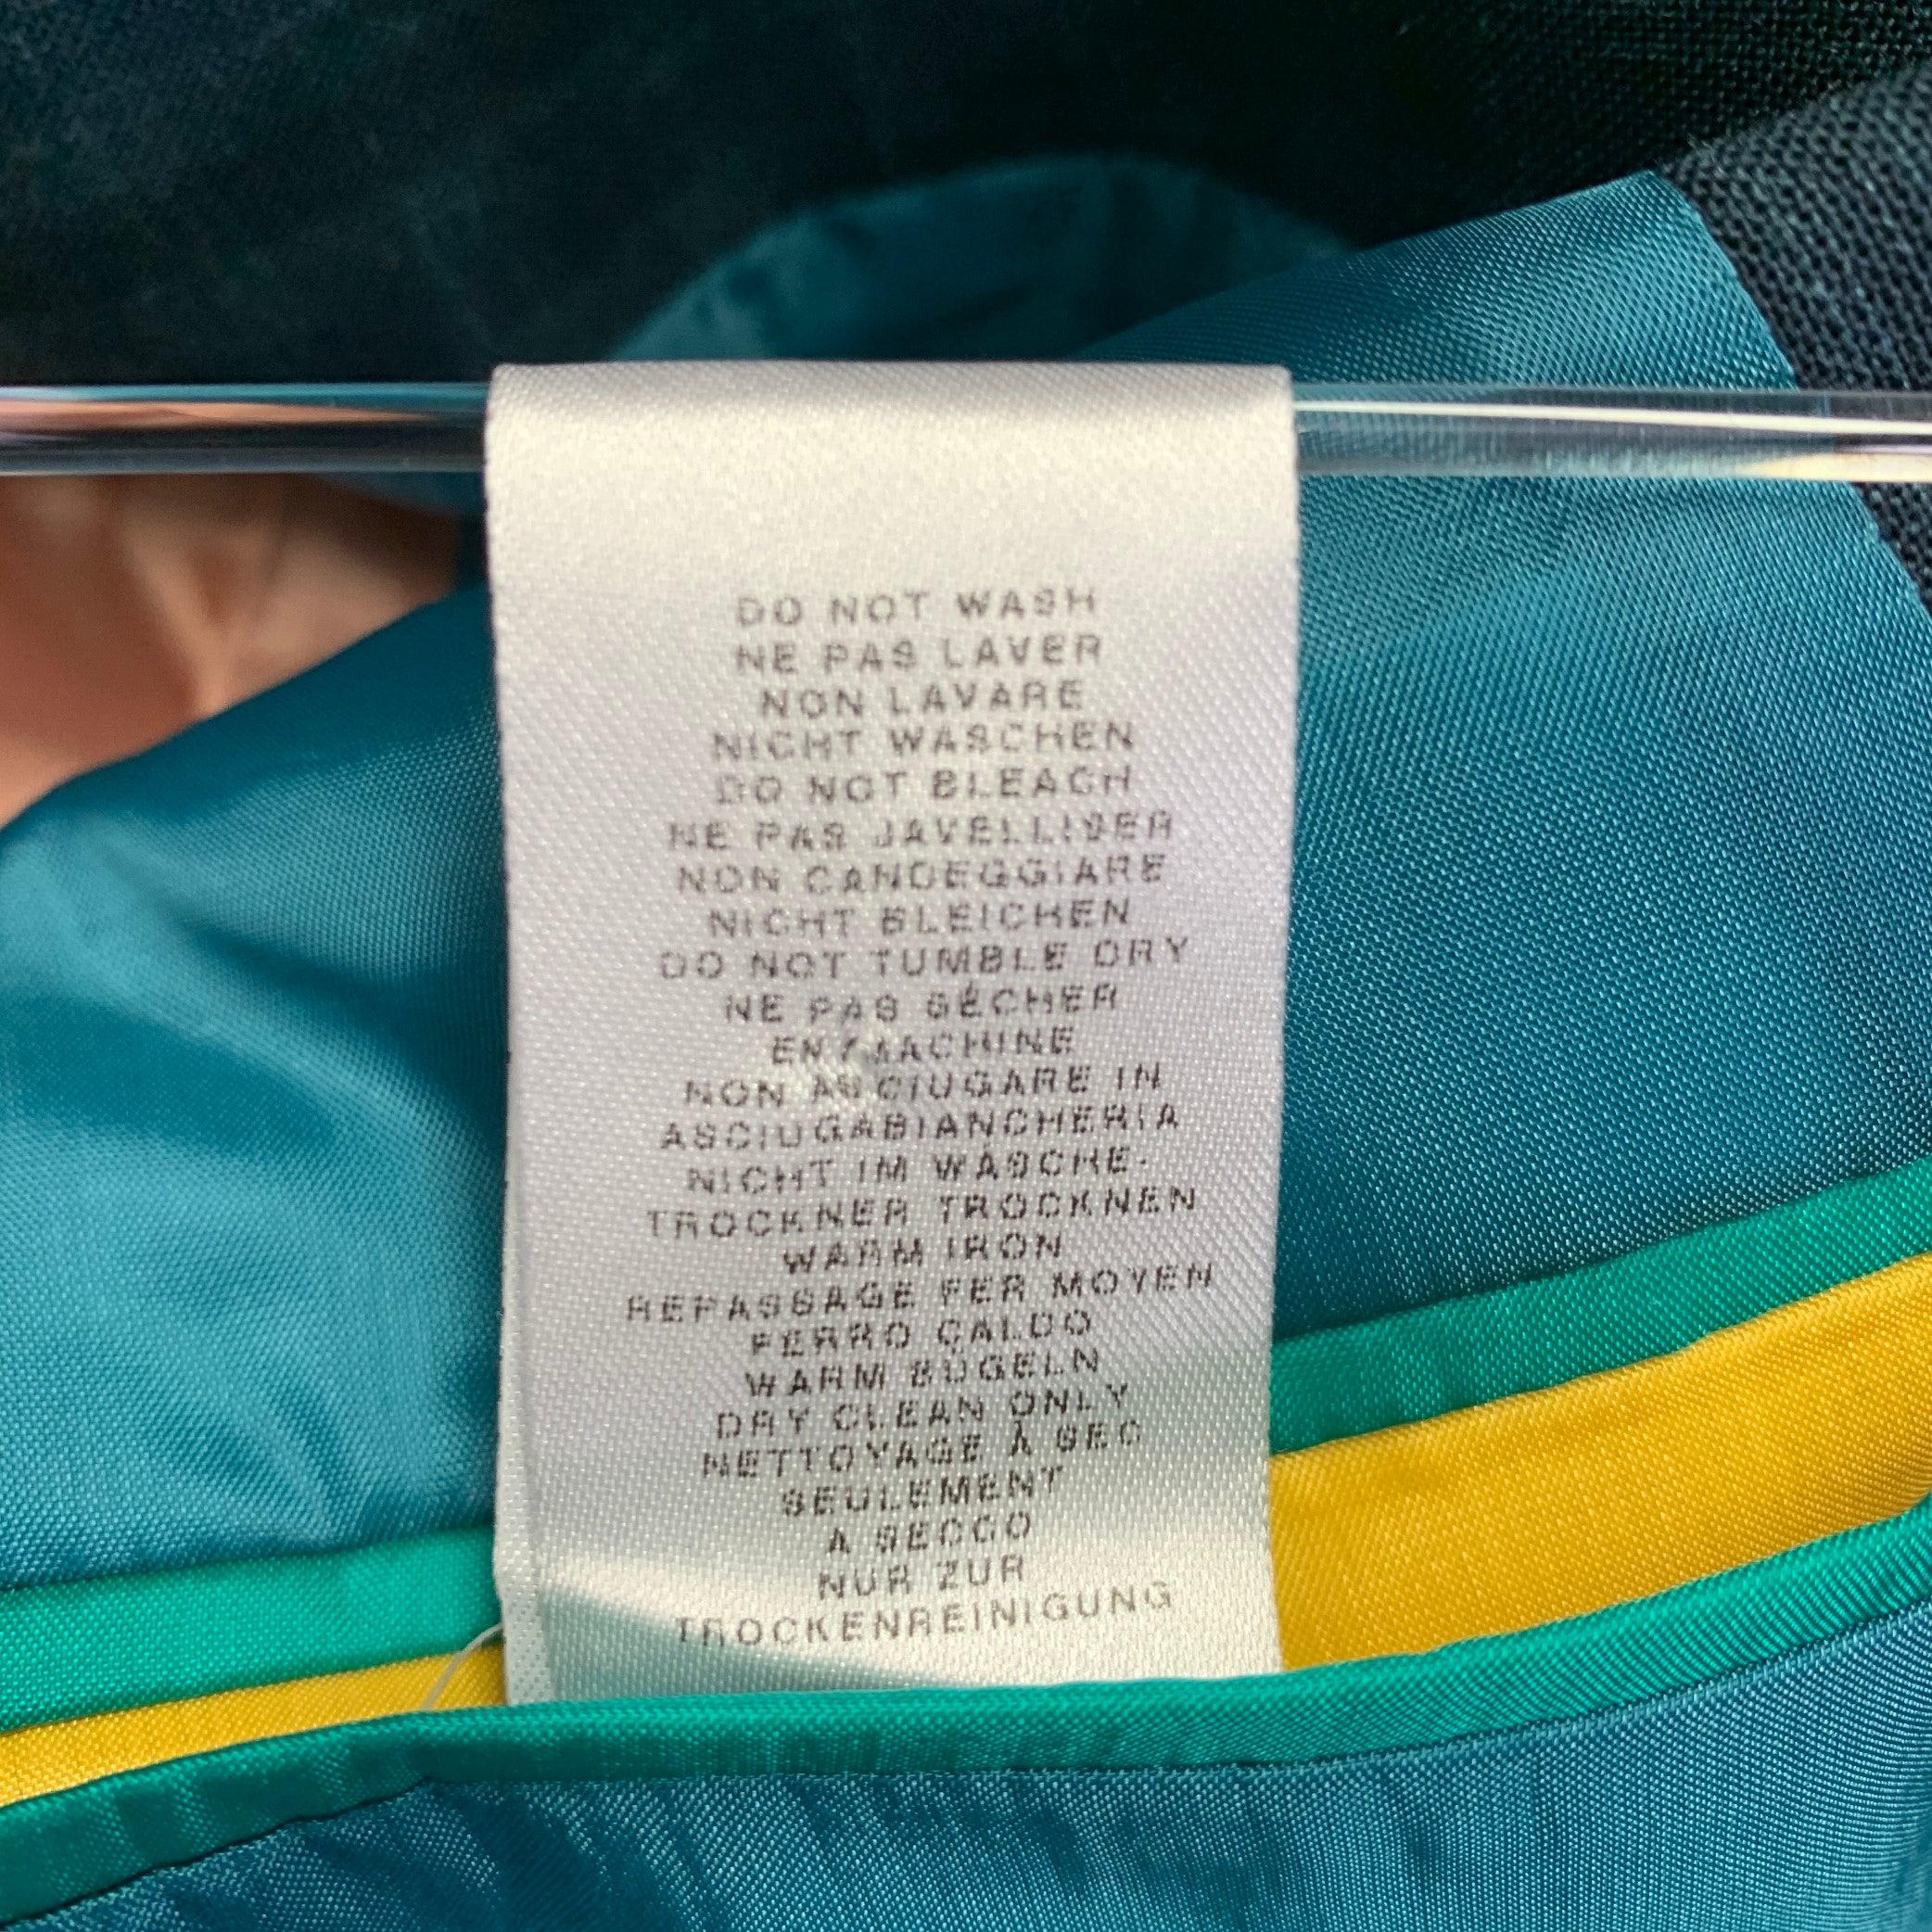 DO NOT WASH
NE PAS LAVER
NON LAVARE
NICHT WASCHEN
DO NOT BLEACH
NE PAS JAVELLISER
NON CANDEGGIARE
NICHT BLEICHEN
DO NOT TUMBLE DRY
NE PAS SÉCHER
EN MACHINE
NON ASCIUGARE IN
ASCIUGABIANCHERIA
NICHT IM WASCHE-
TROCKNER TROCKNEN
WARM IRON
REPASSAGE FER MOYEN
FERRO CALDO
WARM BÜGELN
DRY CLEAN ONLY
NETTOYAGE À SEC
SEULEMENT
A SECCO
NUR ZUR
TROCKENREINIGUNG